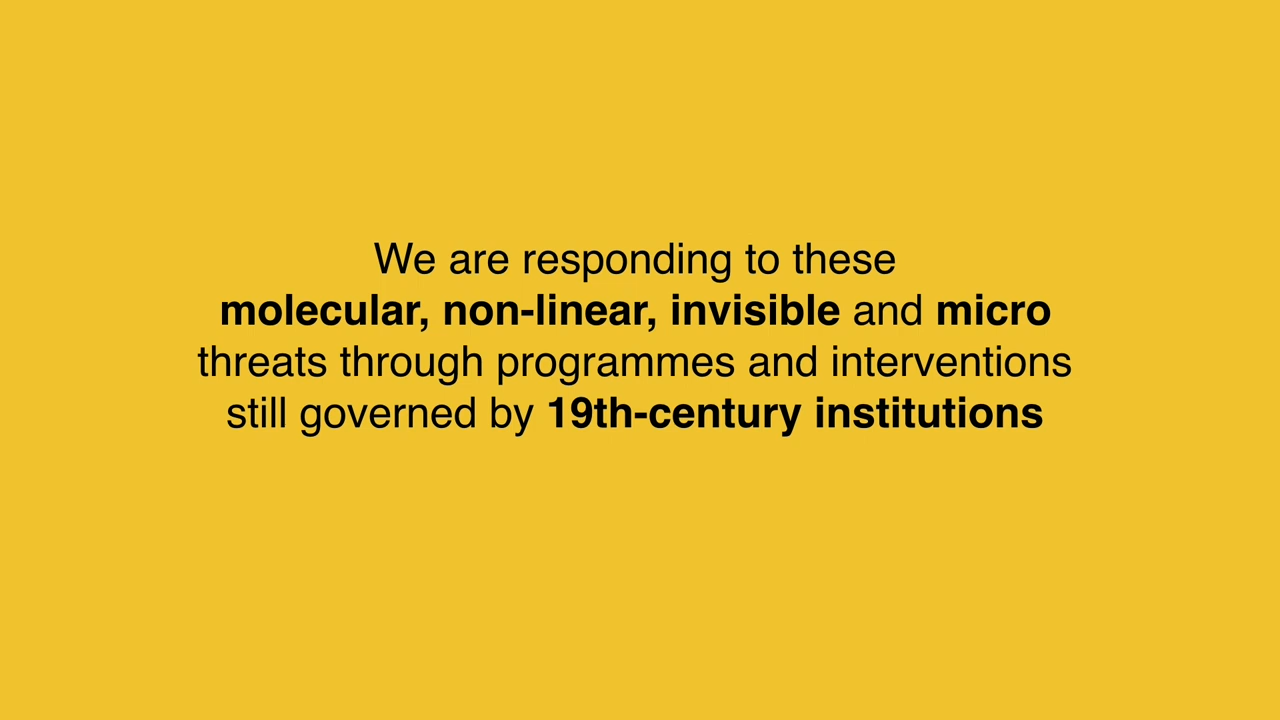 We are responding to these
molecular, non-linear, invisible and micro
threats through programmes and interventions
still governed by 19th-century institutions